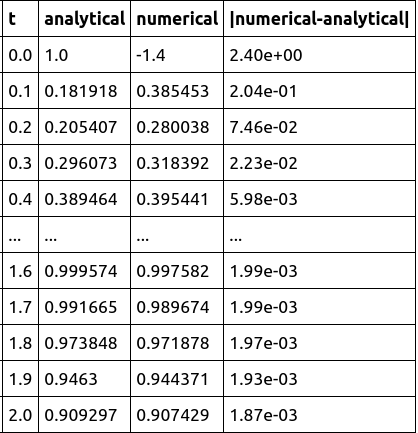 t analytical numerical |numerical-analytical|
0.0 1.0 -1.4 2.40e+00
0.1 0.181918 0.385453 2.04e-01
0.2 0.205407 0.280038 7.46e-02
0.3 0.296073 0.318392 2.23e-02
0.4 0.389464 0.395441 5.98e-03
... ... ... ...
1.6 0.999574 0.997582 1.99e-03
1.7 0.991665 0.989674 1.99e-03
1.8 0.973848 0.971878 1.97e-03
1.9 0.9463 0.944371 1.93e-03
2.0 0.909297 0.907429 1.87e-03